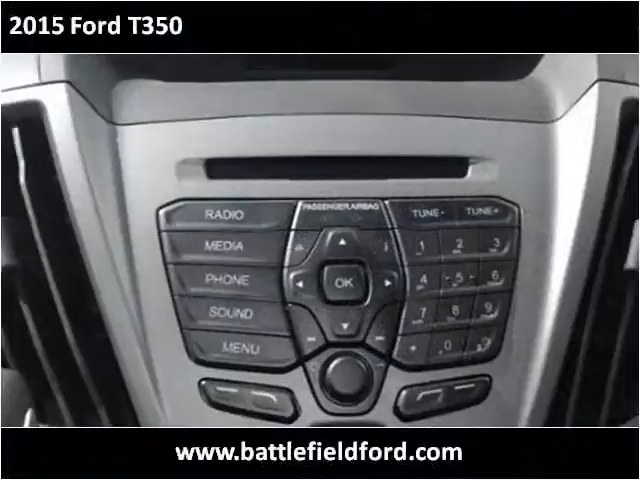 2015 Ford T350
RADIO
PASSENGER AIRBAG
TUNE- TUNE+
MEDIA
1 2 3
PHONE
OK
4 -5- 6
SOUND
7 8 9
MENU
* 0
www.battlefieldford.com